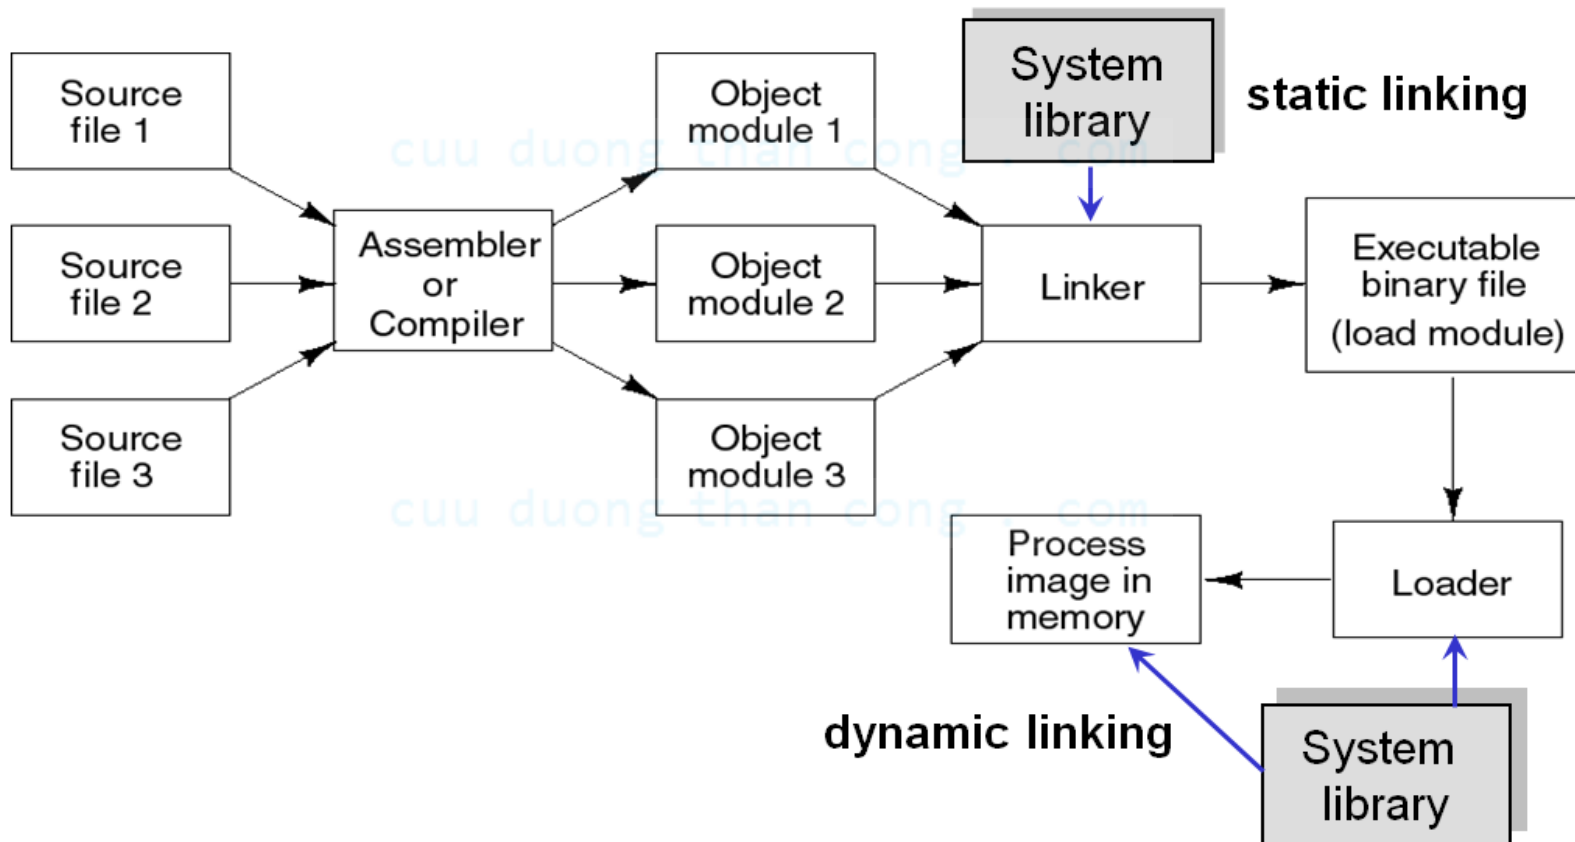 Source
file 1
Source
file 2
Source
file 3
Assembler
or
Compiler
Object
module 1
Object
module 2
Object
module 3
System
library
static linking
Linker
Executable
binary file
(load module)
Loader
Process
image in
memory
dynamic linking
System
library
cuu duong than cong . com
cuu duong than cong . com